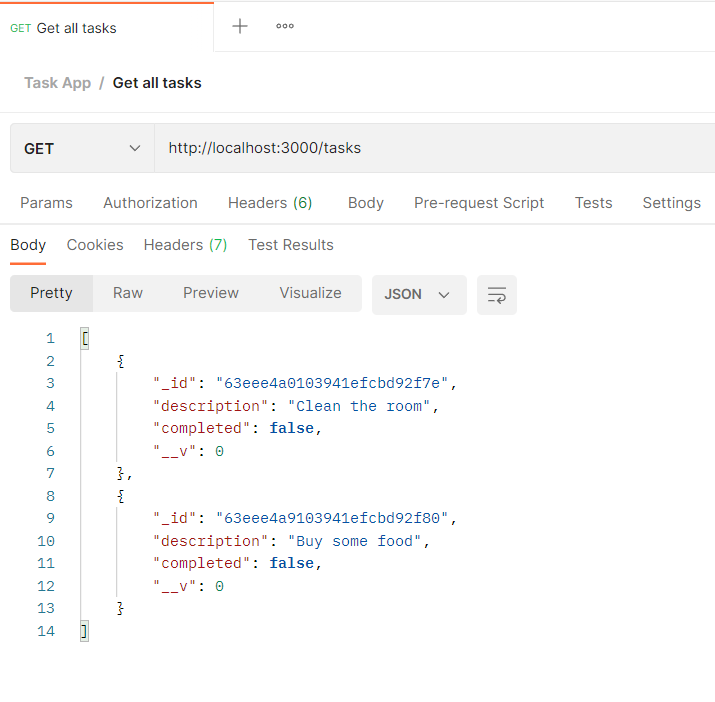 GET Get all tasks
Task App / Get all tasks
GET http://localhost:3000/tasks
Params Authorization Headers (6) Body Pre-request Script Tests Settings
Body Cookies Headers (7) Test Results
Pretty Raw Preview Visualize JSON
1 [
2 {
3 "_id": "63eee4a0103941efcbd92f7e",
4 "description": "Clean the room",
5 "completed": false,
6 "__v": 0
7 },
8 {
9 "_id": "63eee4a9103941efcbd92f80",
10 "description": "Buy some food",
11 "completed": false,
12 "__v": 0
13 }
14 ]